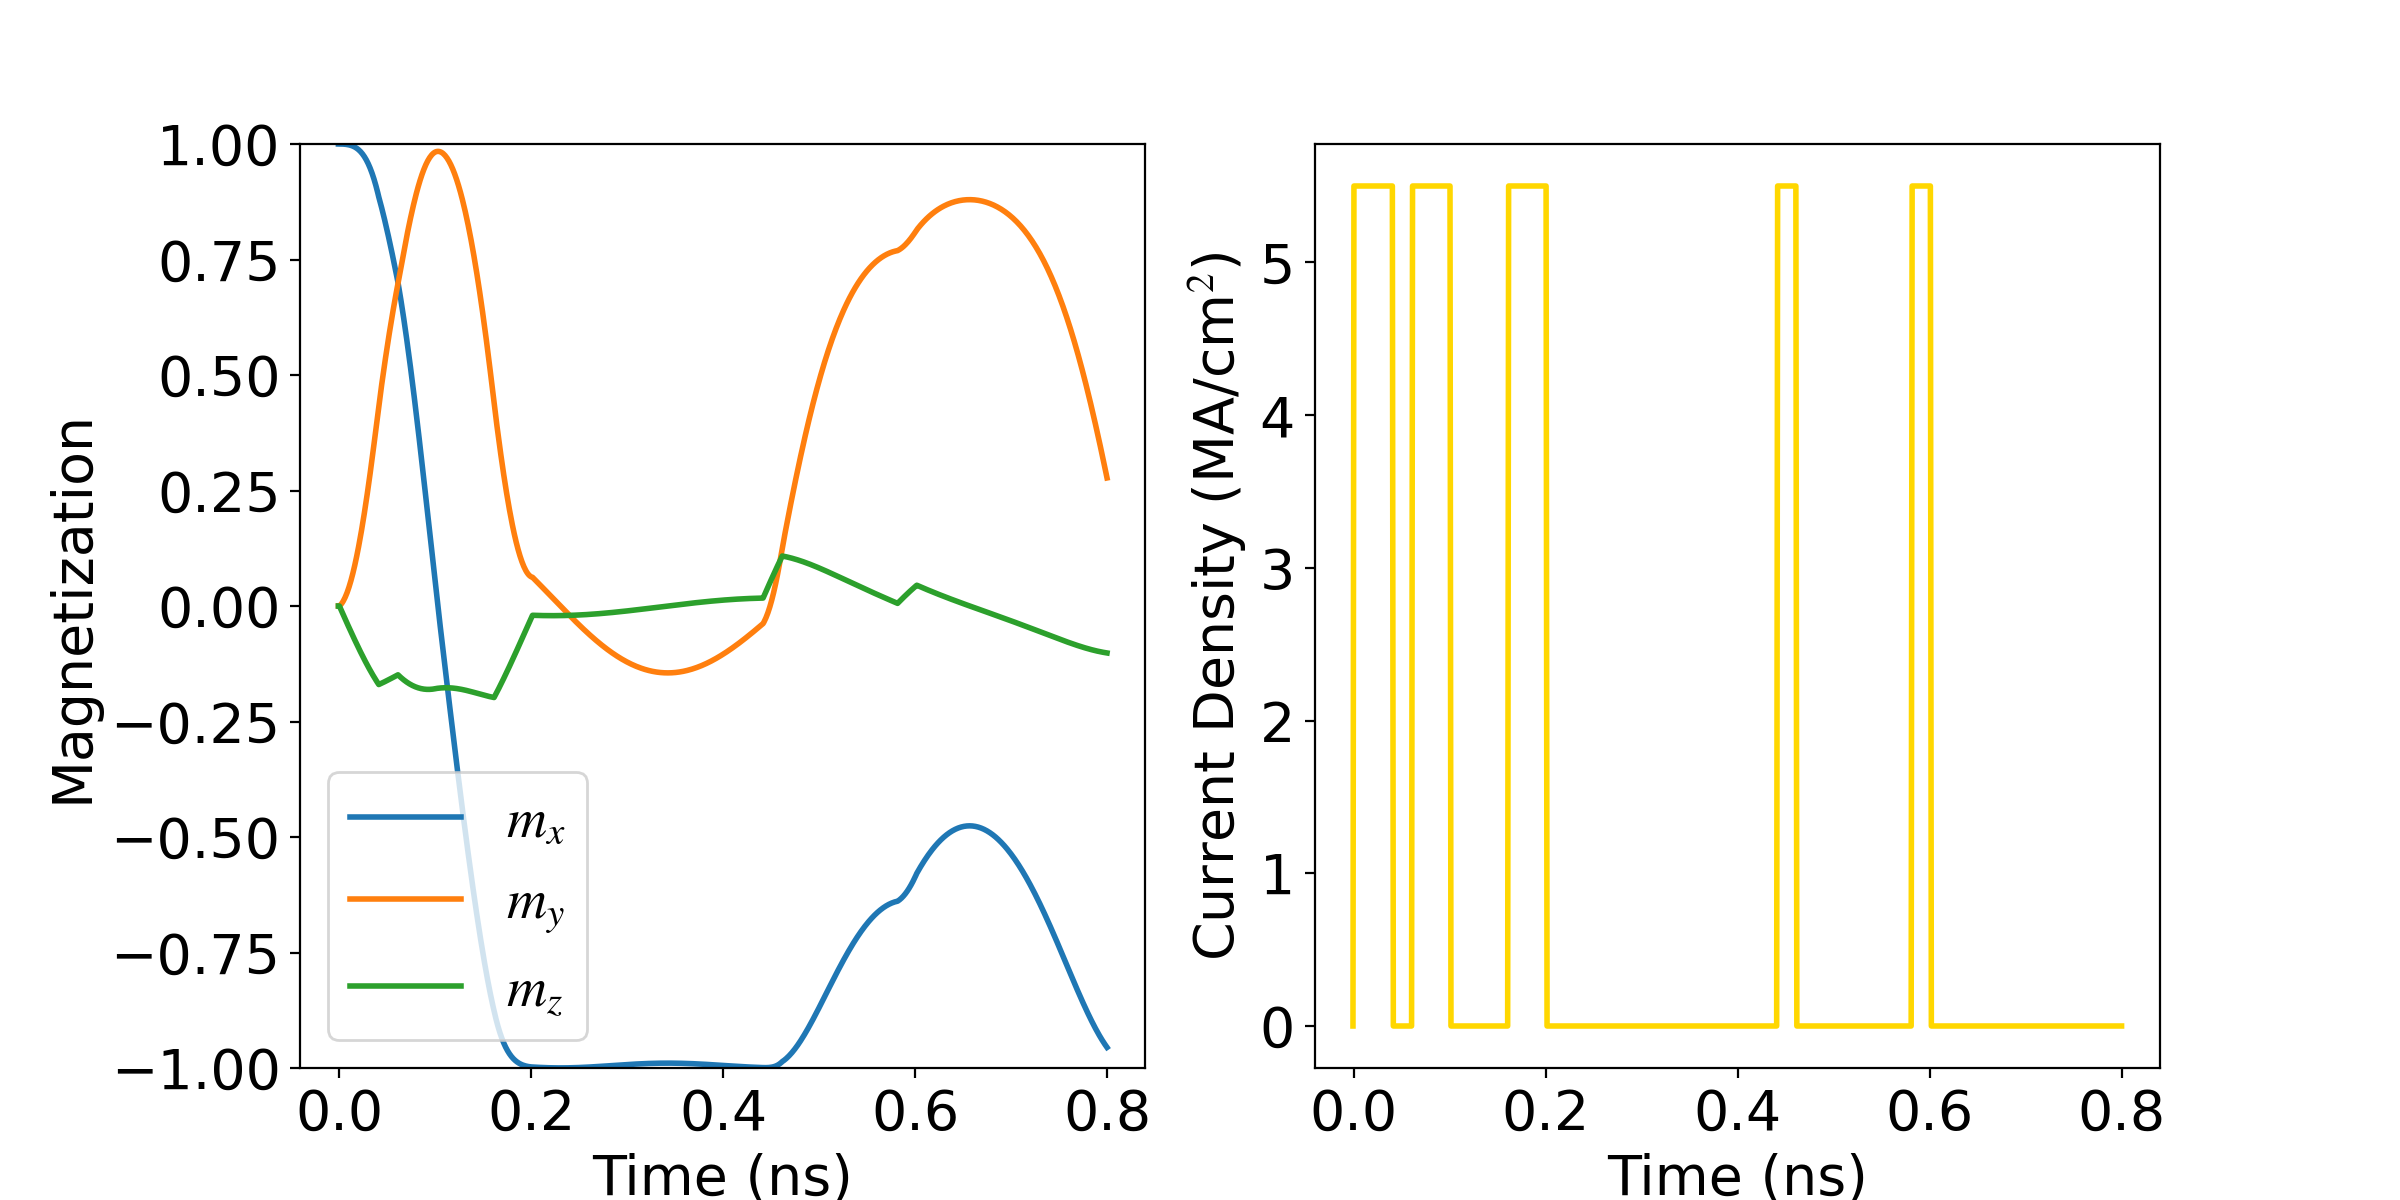 Magnetization
1.00
0.75
0.50
0.25
0.00
−0.25
−0.50
−0.75
−1.00
m_x
m_y
m_z
0.0 0.2 0.4 0.6 0.8
Time (ns)
Current Density (MA/cm²)
5
4
3
2
1
0
0.0 0.2 0.4 0.6 0.8
Time (ns)